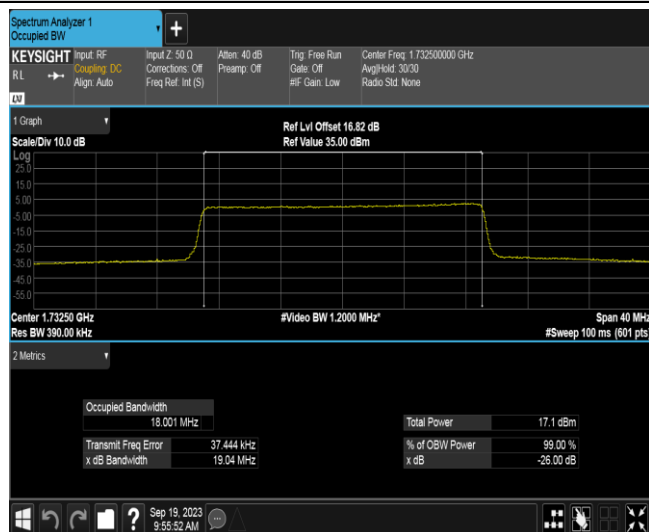 Spectrum Analyzer 1
Occupied BW
+
KEYSIGHT Input: RF Input Z: 50 Ω Atten: 40 dB Trig: Free Run Center Freq: 1.732500000 GHz
RL Coupling: DC Corrections: Off Preamp: Off Gate: Off Avg|Hold: 30/30
Align: Auto Freq Ref: Int (S) #IF Gain: Low Radio Std: None
LXI
1 Graph
Ref Lvl Offset 16.82 dB
Scale/Div 10.0 dB Ref Value 35.00 dBm
Log
25.0
15.0
5.00
-5.00
-15.0
-25.0
-35.0
-45.0
-55.0
Center 1.73250 GHz #Video BW 1.2000 MHz* Span 40 MHz
Res BW 390.00 kHz #Sweep 100 ms (601 pts)
2 Metrics
Occupied Bandwidth
18.001 MHz Total Power 17.1 dBm
Transmit Freq Error 37.444 kHz % of OBW Power 99.00 %
x dB Bandwidth 19.04 MHz x dB -26.00 dB
? Sep 19, 2023
9:55:52 AM